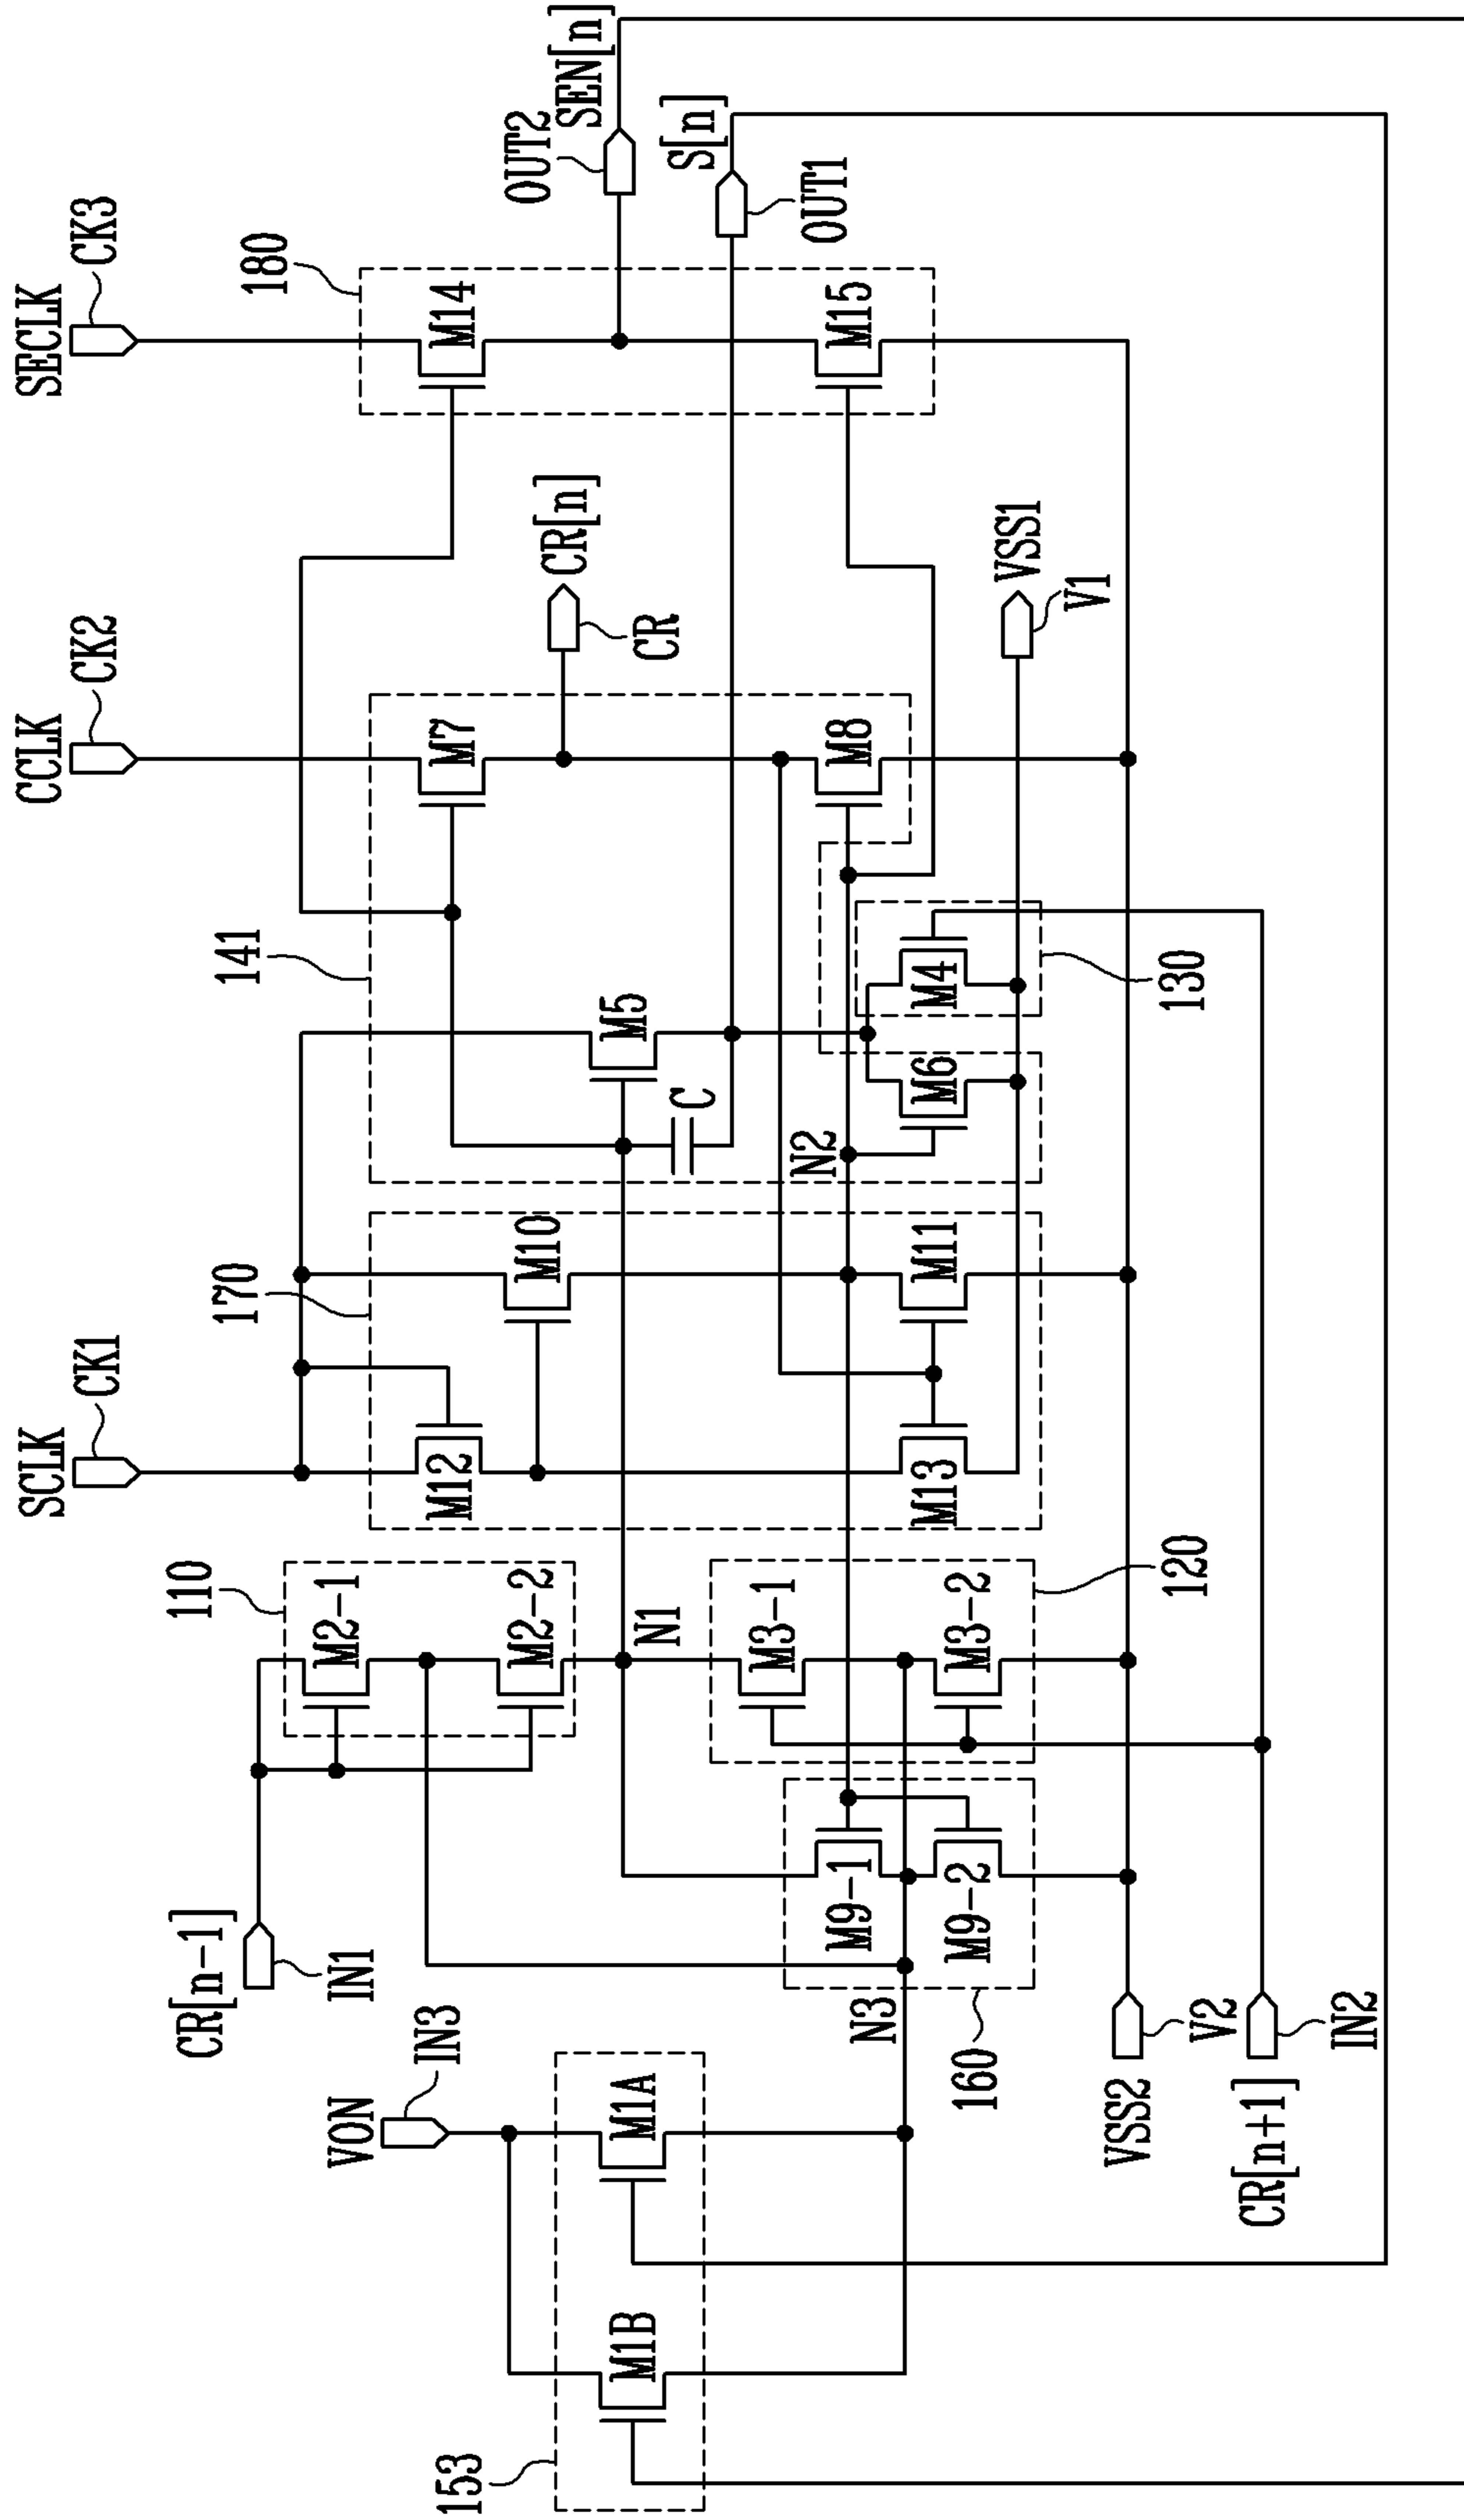 SCLK
CK1
CCLK
CK2
SECLK
CK3
CR[n-1]
IN1
110
170
141
180
VON
IN3
M2-1
M12
M7
M14
153
M2-2
M10
CR[n]
CR
OUT2
SEN[n]
M1B
M1A
N1
M5
C
S[n]
OUT1
M3-1
N2
N3
M9-1
M8
M15
M9-2
M3-2
M13
M11
M6
M4
160
VSS1
V1
VSS2
V2
120
130
CR[n+1]
IN2